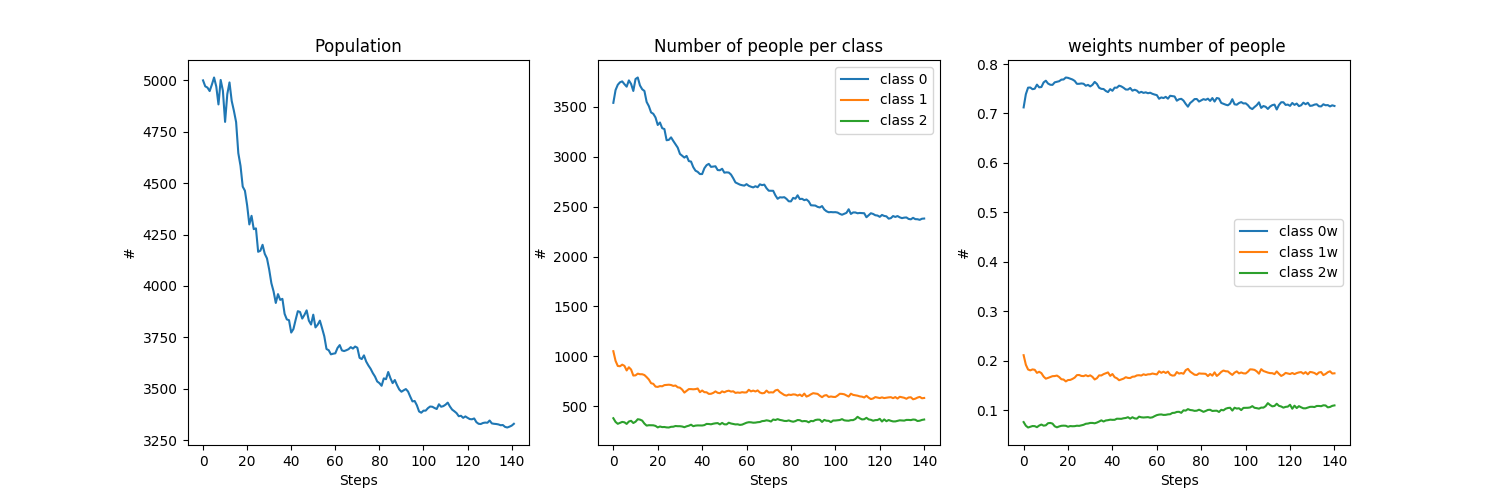 Population
5000
4750
4500
4250
4000
3750
3500
3250
#
0 20 40 60 80 100 120 140
Steps
Number of people per class
3500
3000
2500
2000
1500
1000
500
#
class 0
class 1
class 2
0 20 40 60 80 100 120 140
Steps
weights number of people
0.8
0.7
0.6
0.5
0.4
0.3
0.2
0.1
#
class 0w
class 1w
class 2w
0 20 40 60 80 100 120 140
Steps